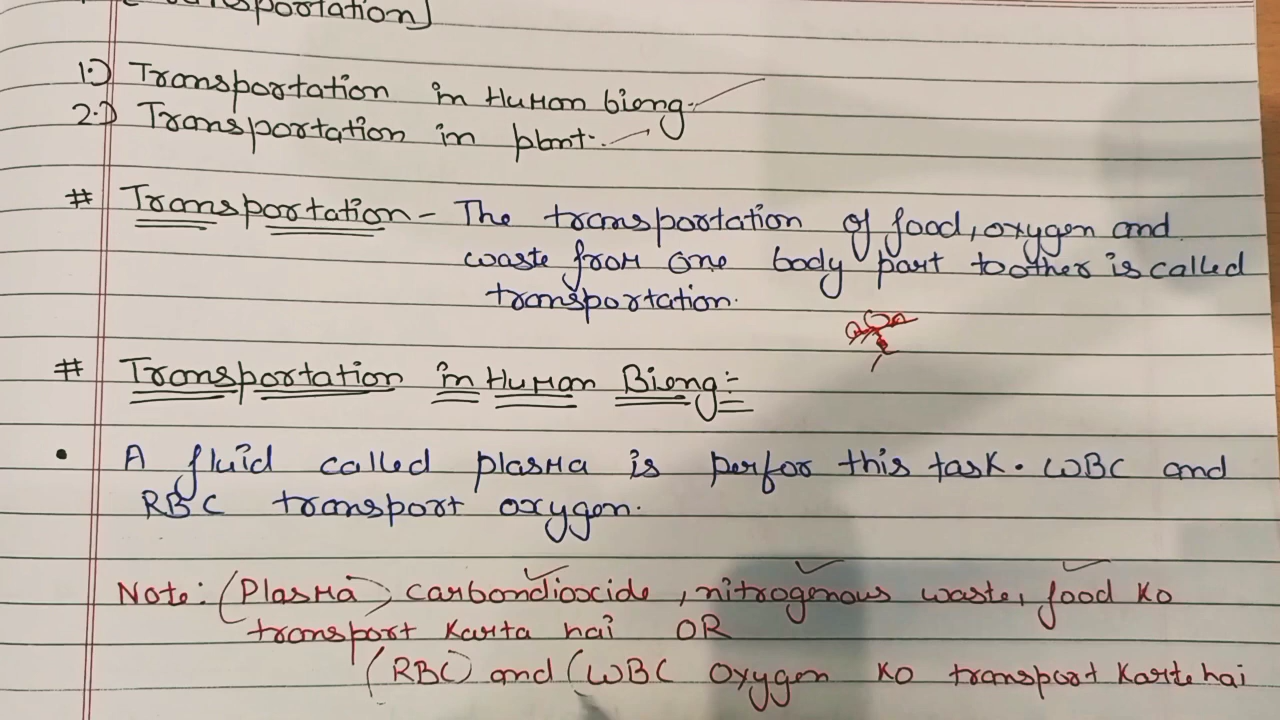 1.) Transportation in Human biong.
2.) Transportation in plant.
# Transportation - The transportation of food, oxygen and
waste from one body part to other is called
transportation.
# Transportation in Human Biong:-
• A fluid called plasma is perfor this task. WBC and
RBC transport oxygen.
Note: (Plasma) carbondioxide, nitrogenous waste, food ko
transport Karta hai OR
(RBC) and (WBC oxygen ko transport Karte hai